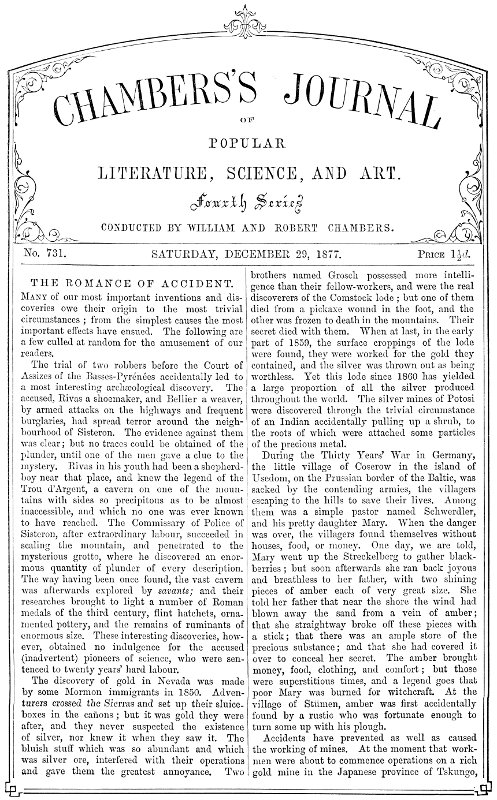 CHAMBERS'S JOURNAL
OF
POPULAR
LITERATURE, SCIENCE, AND ART.
Fourth Series
CONDUCTED BY WILLIAM AND ROBERT CHAMBERS.
No. 731.
SATURDAY, DECEMBER 29, 1877.
PRICE 1½d.
THE ROMANCE OF ACCIDENT.
MANY of our most important inventions and dis-
coveries owe their origin to the most trivial
circumstances; from the simplest causes the most
important effects have ensued. The following are
a few culled at random for the amusement of our
readers.
The trial of two robbers before the Court of
Assizes of the Basses-Pyrénées accidentally led to
a most interesting archæological discovery. The
accused, Rivas a shoemaker, and Bellier a weaver,
by armed attacks on the highways and frequent
burglaries, had spread terror around the neigh-
bourhood of Sisteron. The evidence against them
was clear; but no traces could be obtained of the
plunder, until one of the men gave a clue to the
mystery. Rivas in his youth had been a shepherd-
boy near that place, and knew the legend of the
Trou d'Argent, a cavern on one of the moun-
tains with sides so precipitous as to be almost
inaccessible, and which no one was ever known
to have reached. The Commissary of Police of
Sisteron, after extraordinary labour, succeeded in
scaling the mountain, and penetrated to the
mysterious grotto, where he discovered an enor-
mous quantity of plunder of every description.
The way having been once found, the vast cavern
was afterwards explored by savants; and their
researches brought to light a number of Roman
medals of the third century, flint hatchets, orna-
mented pottery, and the remains of ruminants of
enormous size. These interesting discoveries, how-
ever, obtained no indulgence for the accused
(inadvertent) pioneers of science, who were sen-
tenced to twenty years' hard labour.
The discovery of gold in Nevada was made
by some Mormon immigrants in 1850. Adven-
turers crossed the Sierras and set up their sluice-
boxes in the cañons; but it was gold they were
after, and they never suspected the existence
of silver, nor knew it when they saw it. The
bluish stuff which was so abundant and which
was silver ore, interfered with their operations
and gave them the greatest annoyance. Two
brothers named Grosch possessed more intelli-
gence than their fellow-workers, and were the real
discoverers of the Comstock lode; but one of them
died from a pickaxe wound in the foot, and the
other was frozen to death in the mountains. Their
secret died with them. When at last, in the early
part of 1859, the surface croppings of the lode
were found, they were worked for the gold they
contained, and the silver was thrown out as being
worthless. Yet this lode since 1860 has yielded
a large proportion of all the silver produced
throughout the world. The silver mines of Potosi
were discovered through the trivial circumstance
of an Indian accidentally pulling up a shrub, to
the roots of which were attached some particles
of the precious metal.
During the Thirty Years' War in Germany,
the little village of Coserow in the island of
Usedom, on the Prussian border of the Baltic, was
sacked by the contending armies, the villagers
escaping to the hills to save their lives. Among
them was a simple pastor named Schwerdler,
and his pretty daughter Mary. When the danger
was over, the villagers found themselves without
houses, food, or money. One day, we are told,
Mary went up the Streckelberg to gather black-
berries; but soon afterwards she ran back joyous
and breathless to her father, with two shining
pieces of amber each of very great size. She
told her father that near the shore the wind had
blown away the sand from a vein of amber;
that she straightway broke off these pieces with
a stick; that there was an ample store of the
precious substance; and that she had covered it
over to conceal her secret. The amber brought
money, food, clothing, and comfort; but those
were superstitious times, and a legend goes that
poor Mary was burned for witchcraft. At the
village of Stümen, amber was first accidentally
found by a rustic who was fortunate enough to
turn some up with his plough.
Accidents have prevented as well as caused
the working of mines. At the moment that work-
men were about to commence operations on a rich
gold mine in the Japanese province of Tskungo,